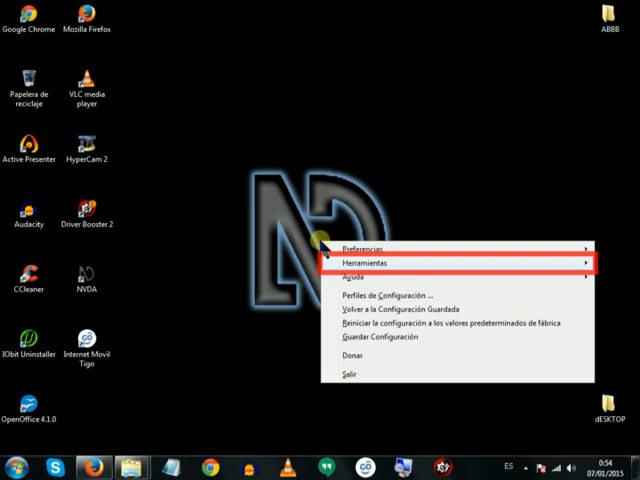 Google Chrome
Mozilla Firefox
ABBB
Papelera de
reciclaje
VLC media
player
Active Presenter
HyperCam 2
Audacity
Driver Booster 2
CCleaner
NVDA
IObit Uninstaller
Internet Movil
Tigo
OpenOffice 4.1.0
dESKTOP
Preferencias
Herramientas
Ayuda
Perfiles de Configuración ...
Volver a la Configuración Guardada
Reiniciar la configuración a los valores predeterminados de fábrica
Guardar Configuración
Donar
Salir
ES
0:54
07/01/2015